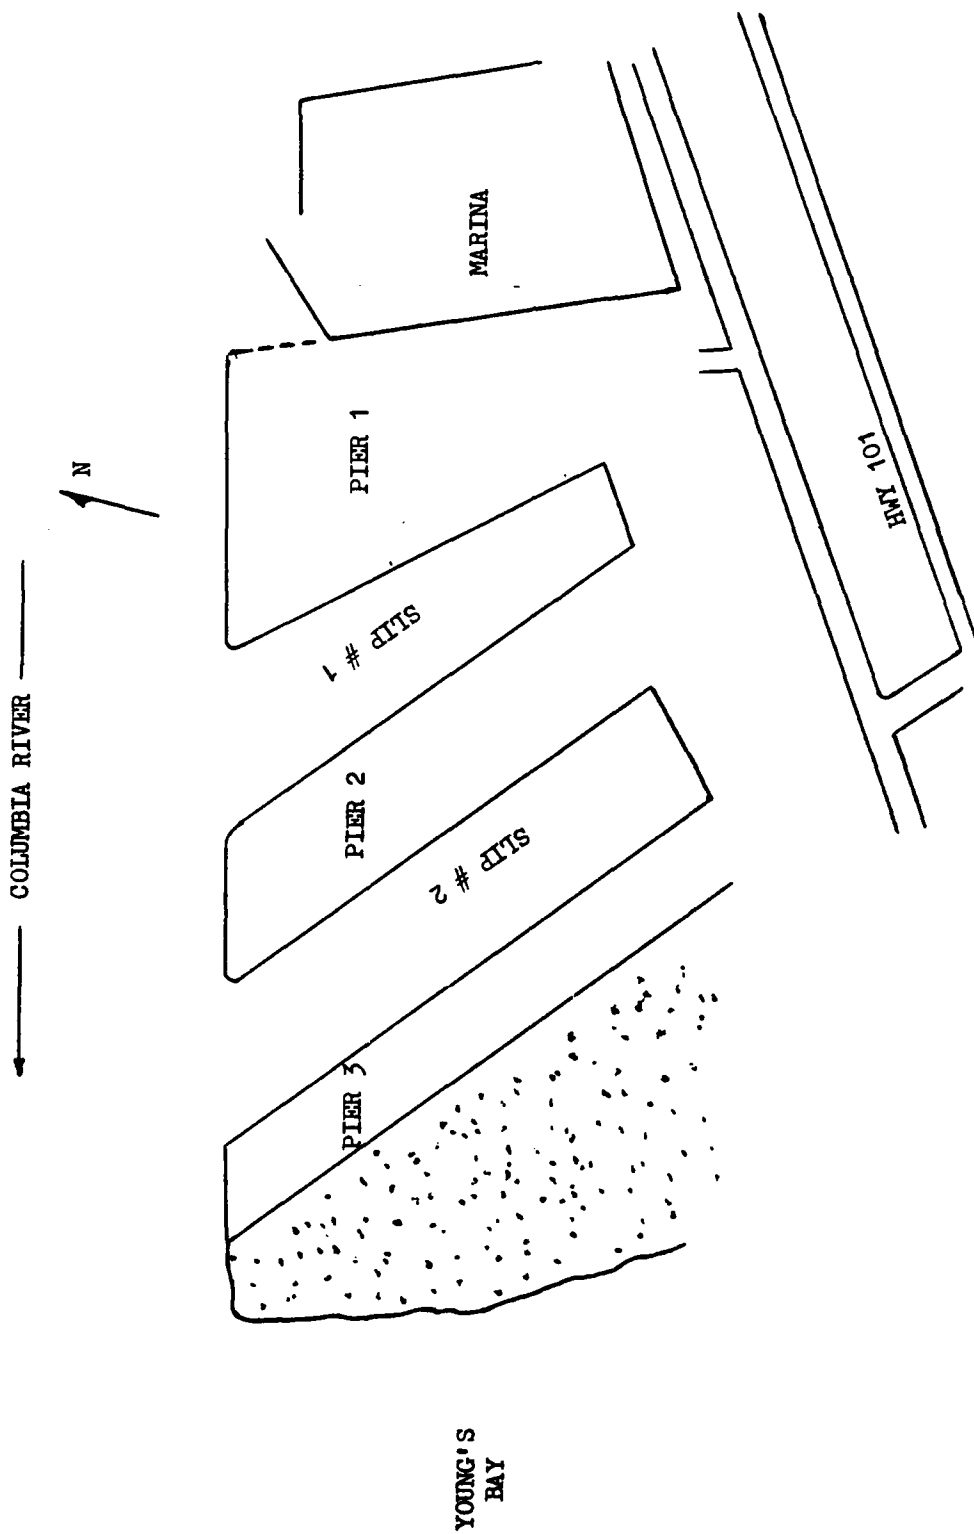 COLUMBIA RIVER
N
MARINA
PIER 1
SLIP # 1
PIER 2
SLIP # 2
PIER 3
HWY 101
YOUNG'S
BAY